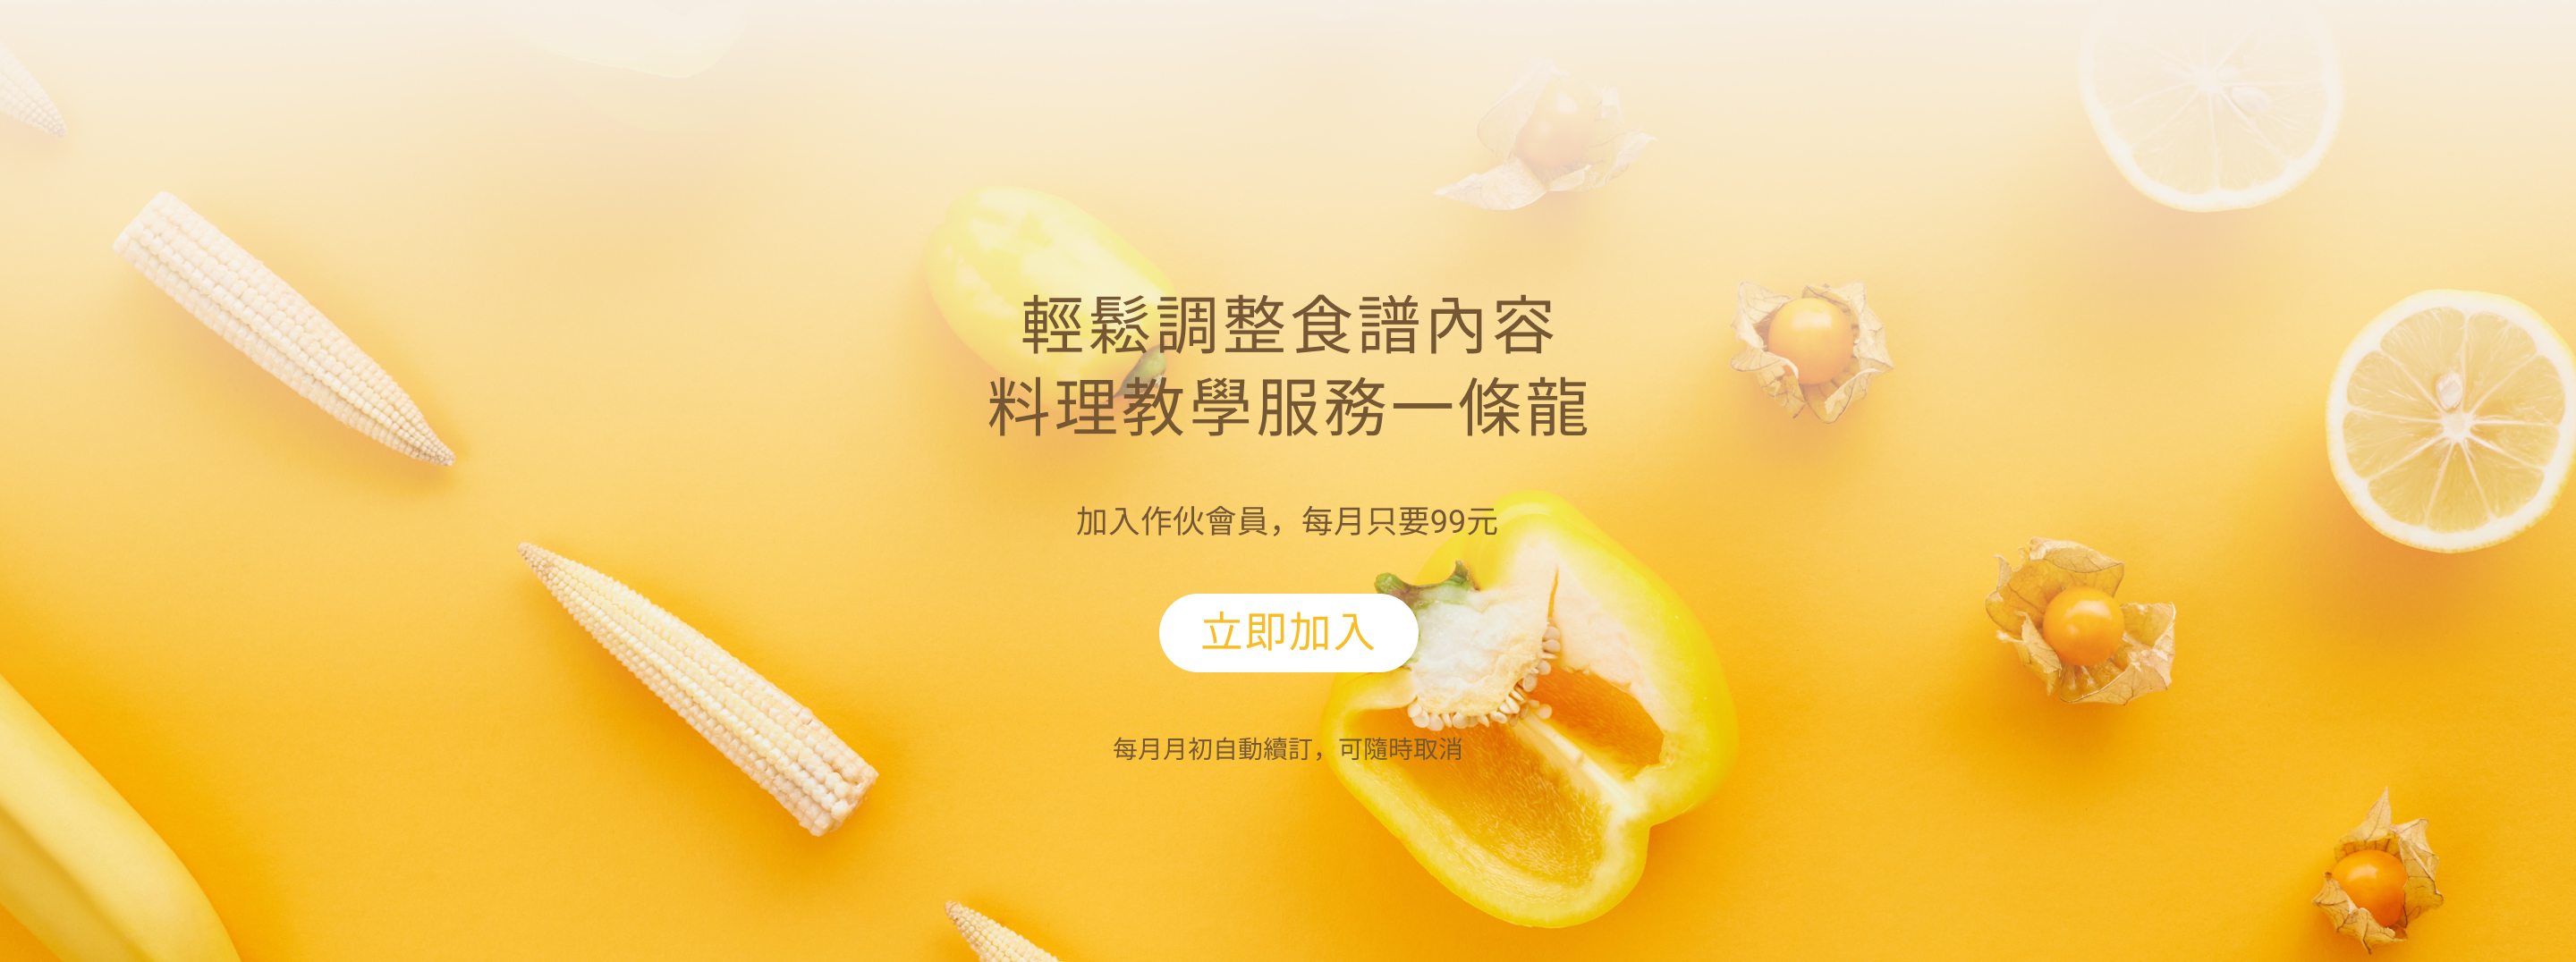 輕鬆調整食譜內容
料理教學服務一條龍
加入作伙會員，每月只要99元
立即加入
每月月初自動續訂，可隨時取消